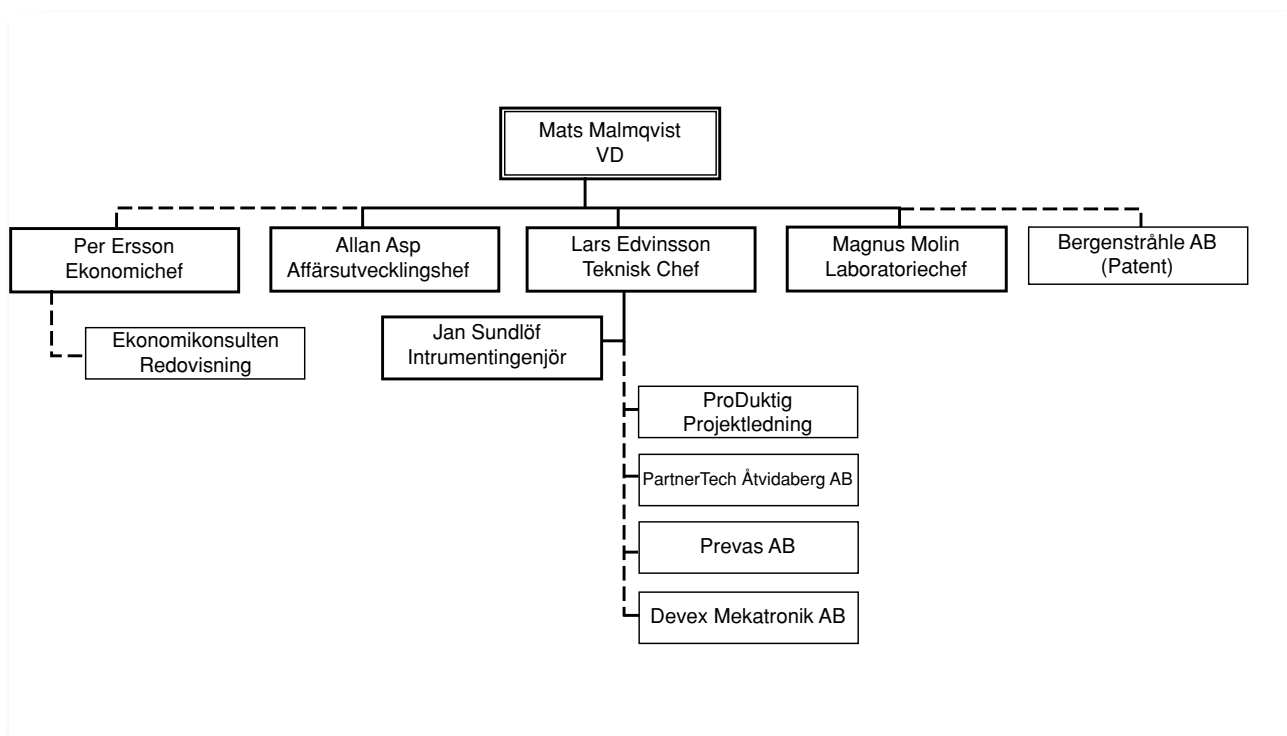 Mats Malmqvist
VD
Per Ersson
Ekonomichef
Allan Asp
Affärsutvecklingshef
Lars Edvinsson
Teknisk Chef
Magnus Molin
Laboratoriechef
Bergenstråhle AB
(Patent)
Ekonomikonsulten
Redovisning
Jan Sundlöf
Intrumentingenjör
ProDuktig
Projektledning
PartnerTech Åtvidaberg AB
Prevas AB
Devex Mekatronik AB